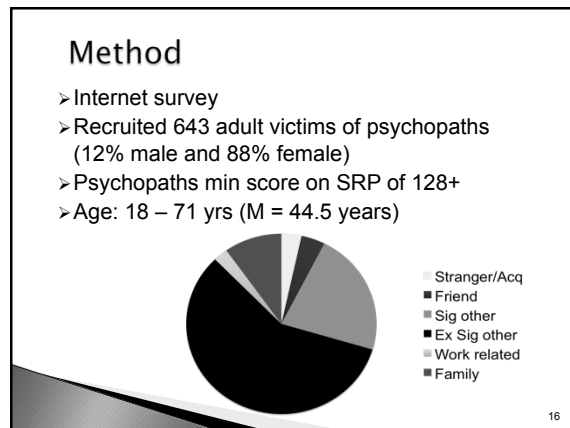 Method
➢Internet survey
➢Recruited 643 adult victims of psychopaths
(12% male and 88% female)
➢Psychopaths min score on SRP of 128+
➢Age: 18 – 71 yrs (M = 44.5 years)
Stranger/Acq
Friend
Sig other
Ex Sig other
Work related
Family
16